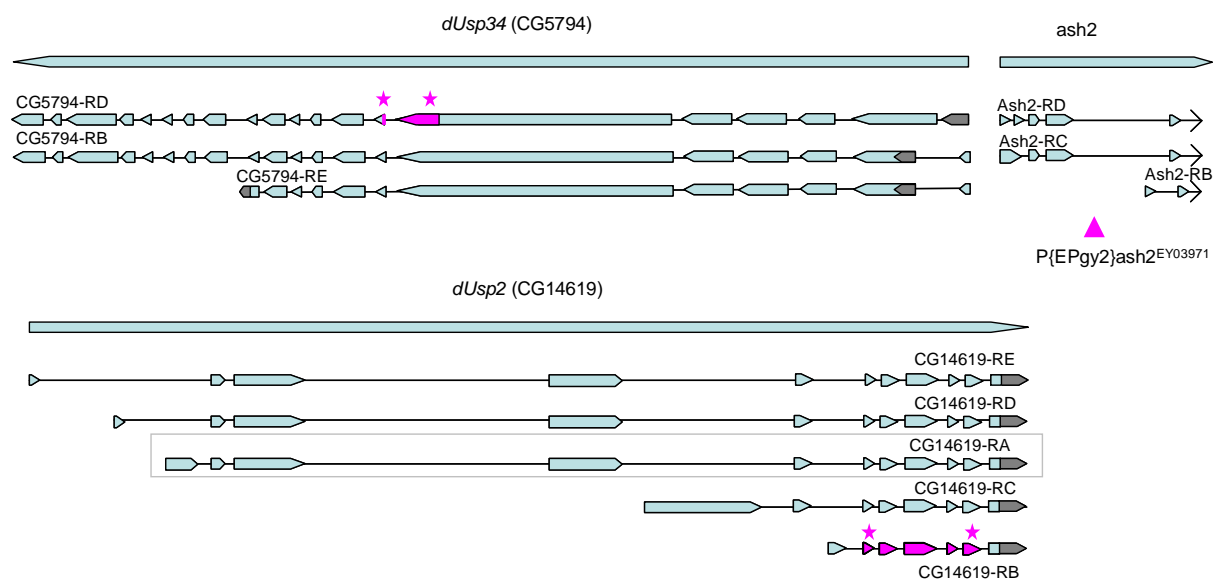 dUsp34 (CG5794)
ash2
CG5794-RD
Ash2-RD
CG5794-RB
Ash2-RC
CG5794-RE
Ash2-RB
P{EPgy2}ash2EY03971
dUsp2 (CG14619)
CG14619-RE
CG14619-RD
CG14619-RA
CG14619-RC
CG14619-RB